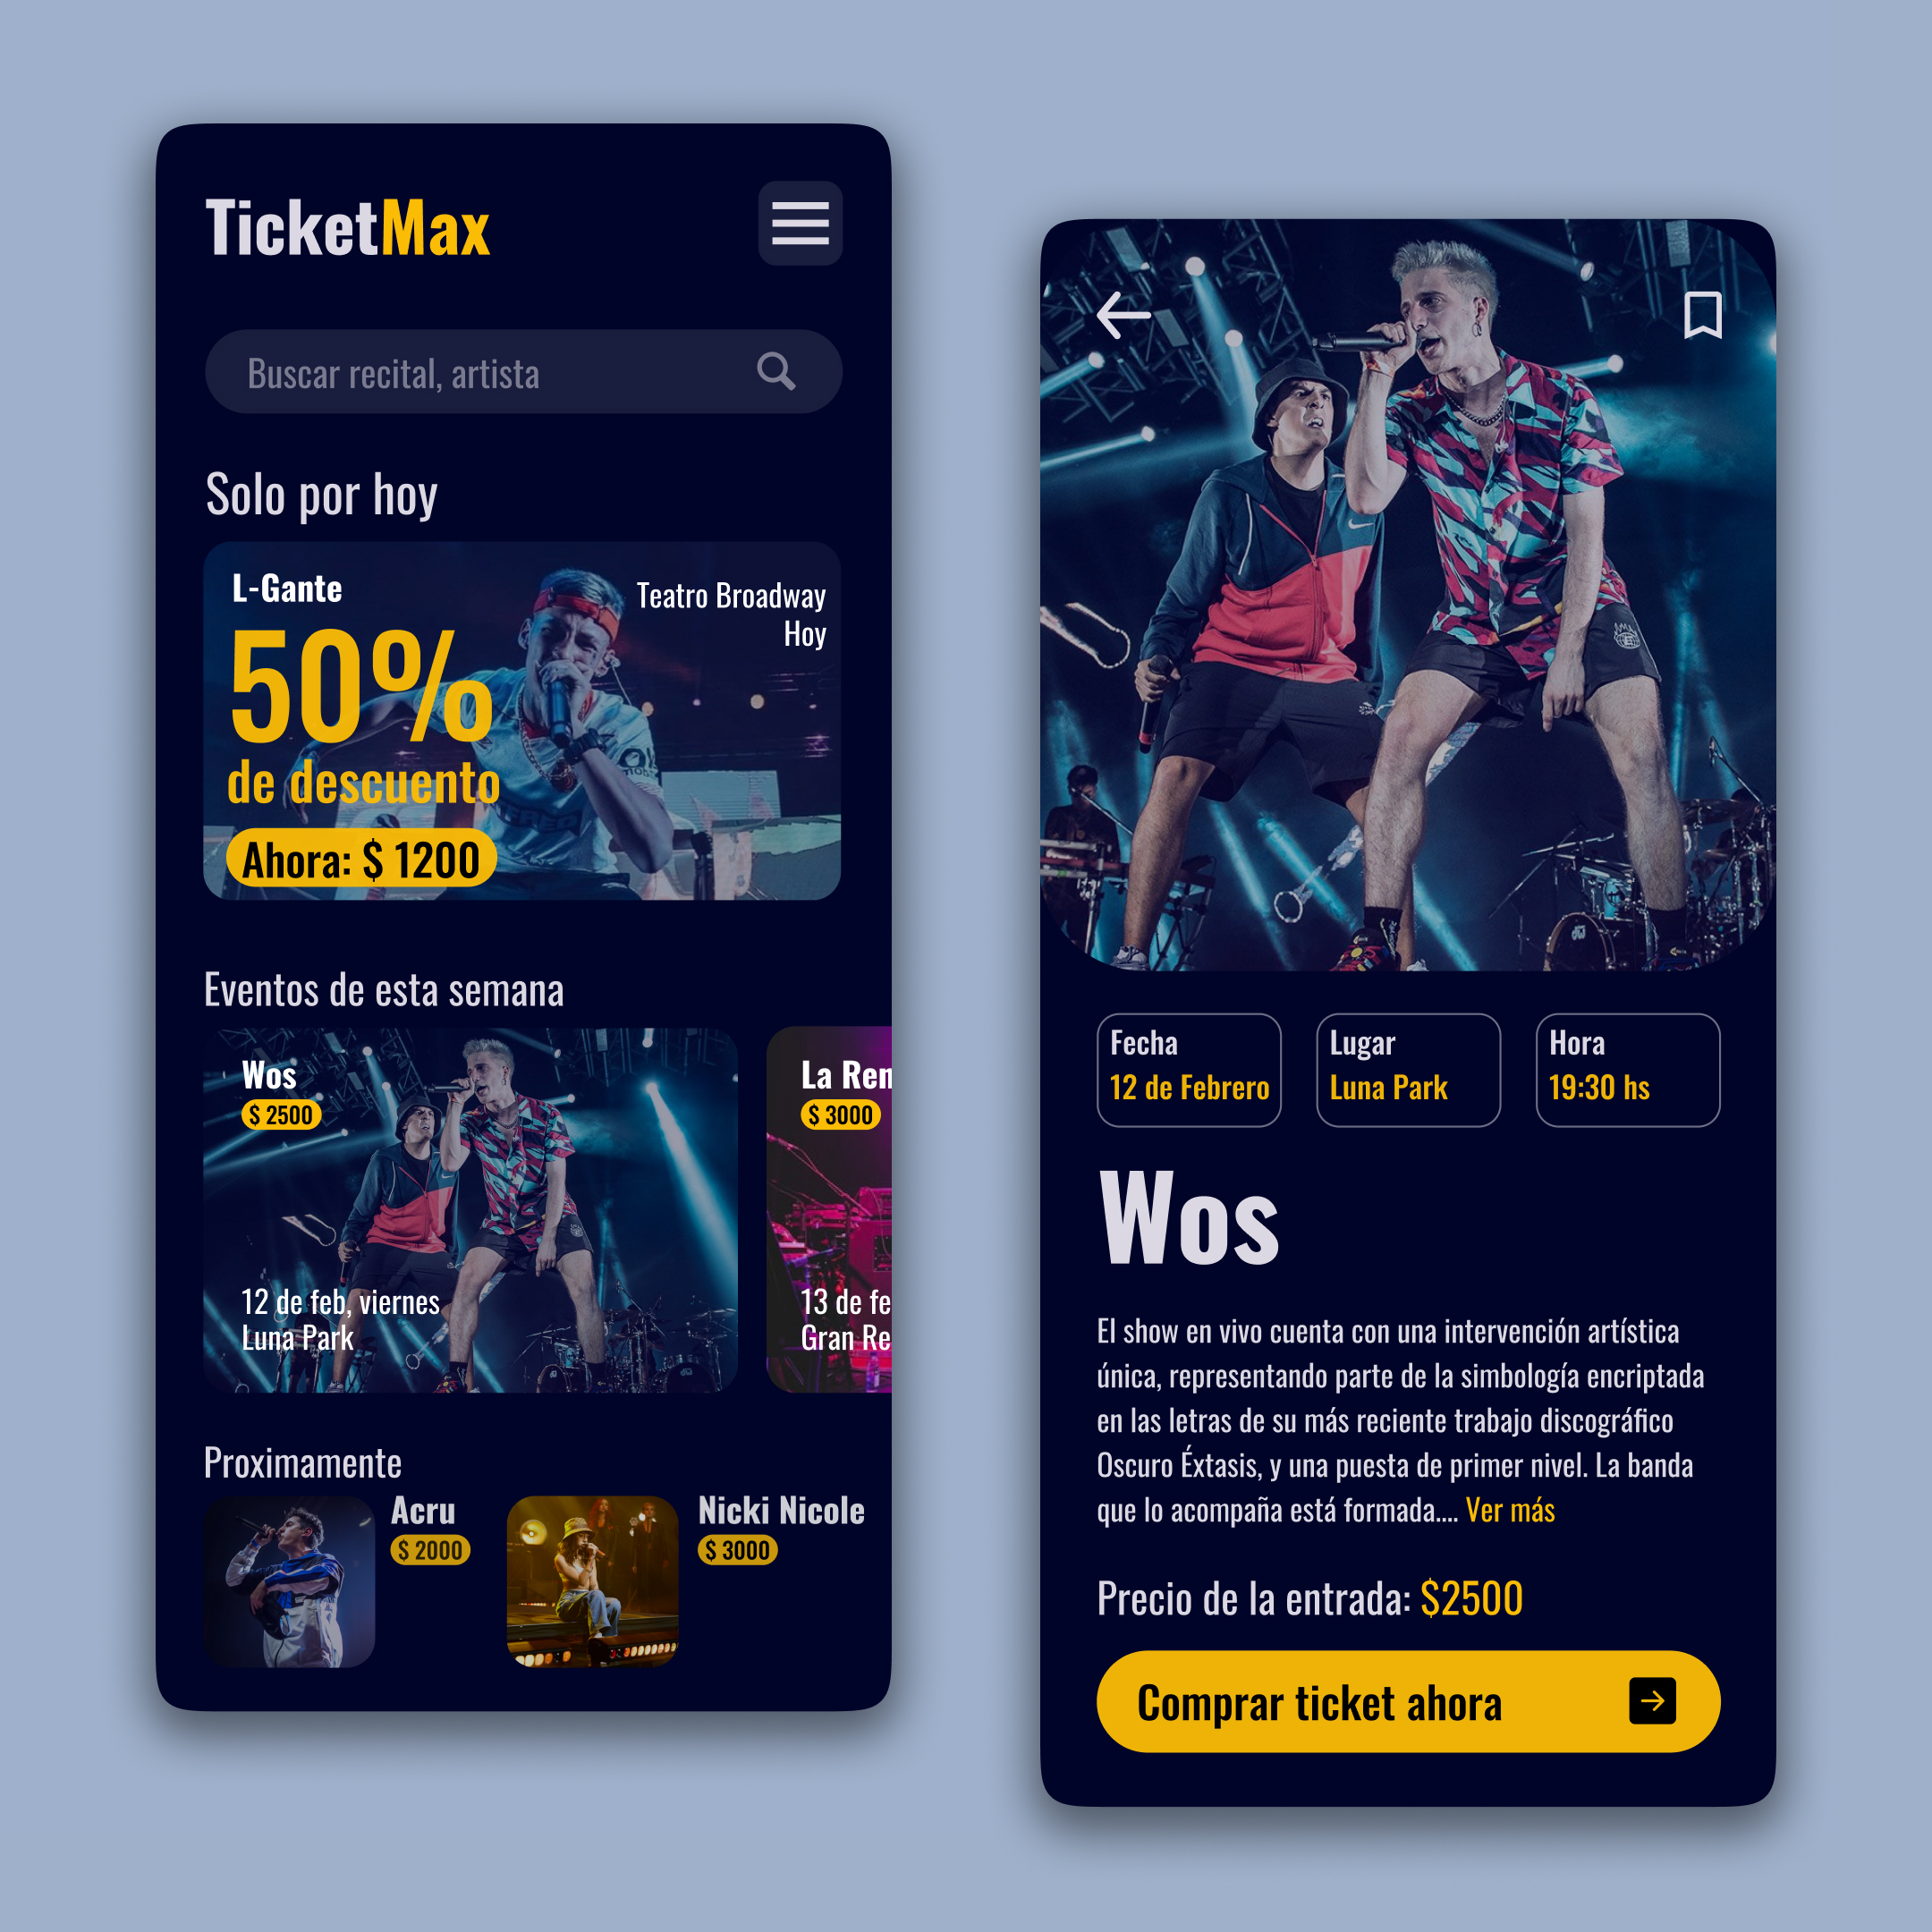 TicketMax
Buscar recital, artista
Solo por hoy
L-Gante
Teatro Broadway
Hoy
50%
de descuento
Ahora: $ 1200
Eventos de esta semana
Wos
$ 2500
12 de feb, viernes
Luna Park
La Ren
$ 3000
13 de fe
Gran Re
Proximamente
Acru
$ 2000
Nicki Nicole
$ 3000
Fecha
12 de Febrero
Lugar
Luna Park
Hora
19:30 hs
Wos
El show en vivo cuenta con una intervención artística
única, representando parte de la simbología encriptada
en las letras de su más reciente trabajo discográfico
Oscuro Éxtasis, y una puesta de primer nivel. La banda
que lo acompaña está formada.... Ver más
Precio de la entrada: $2500
Comprar ticket ahora